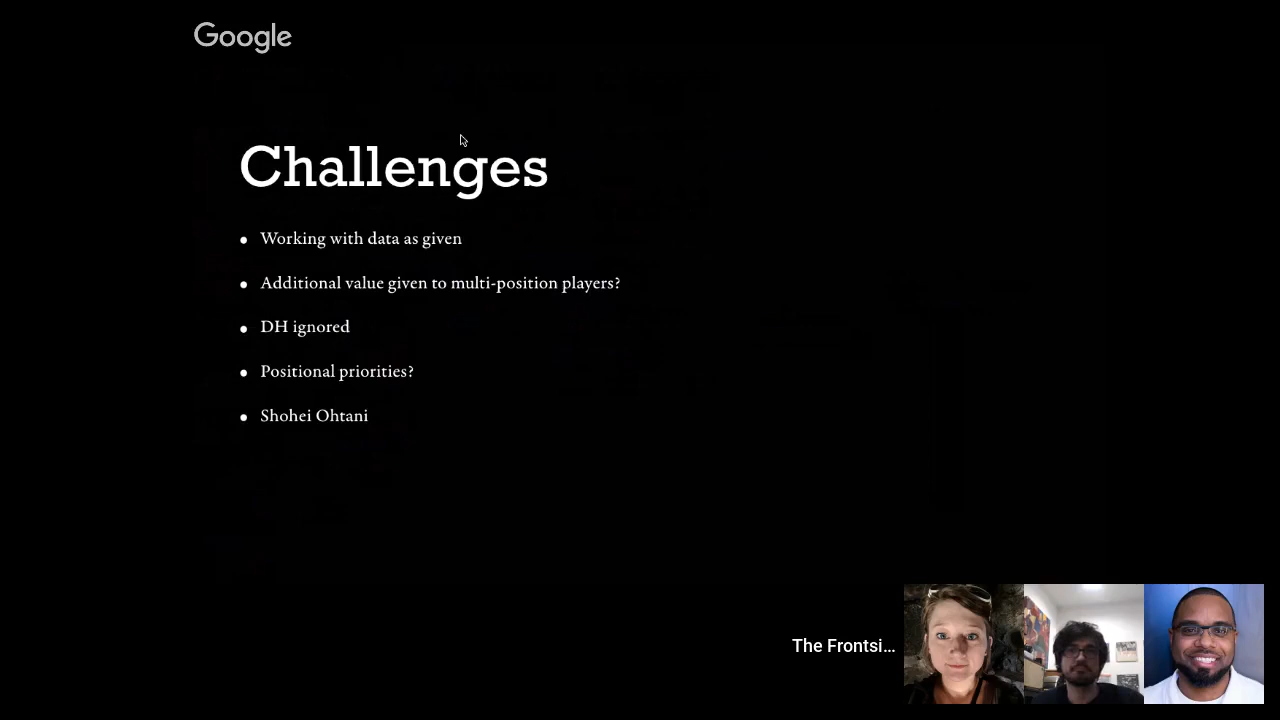 Google
Challenges
• Working with data as given
• Additional value given to multi-position players?
• DH ignored
• Positional priorities?
• Shohei Ohtani
The Frontsi...